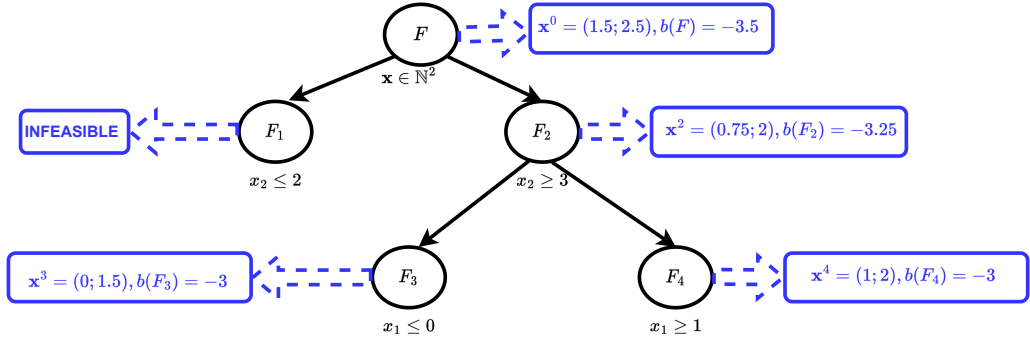 F
x⁰ = (1.5; 2.5), b(F) = −3.5
x ∈ ℕ²
INFEASIBLE
F₁
F₂
x² = (0.75; 2), b(F₂) = −3.25
x₂ ≤ 2
x₂ ≥ 3
x³ = (0; 1.5), b(F₃) = −3
F₃
F₄
x⁴ = (1; 2), b(F₄) = −3
x₁ ≤ 0
x₁ ≥ 1